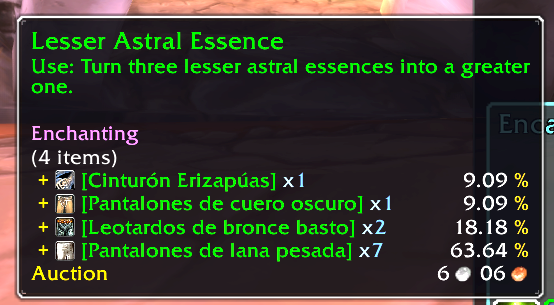 Lesser Astral Essence
Use: Turn three lesser astral essences into a greater
one.
Enchanting
(4 items)
+ [Cinturón Erizapúas] x1 9.09 %
+ [Pantalones de cuero oscuro] x1 9.09 %
+ [Leotardos de bronce basto] x2 18.18 %
+ [Pantalones de lana pesada] x7 63.64 %
Auction 6 06